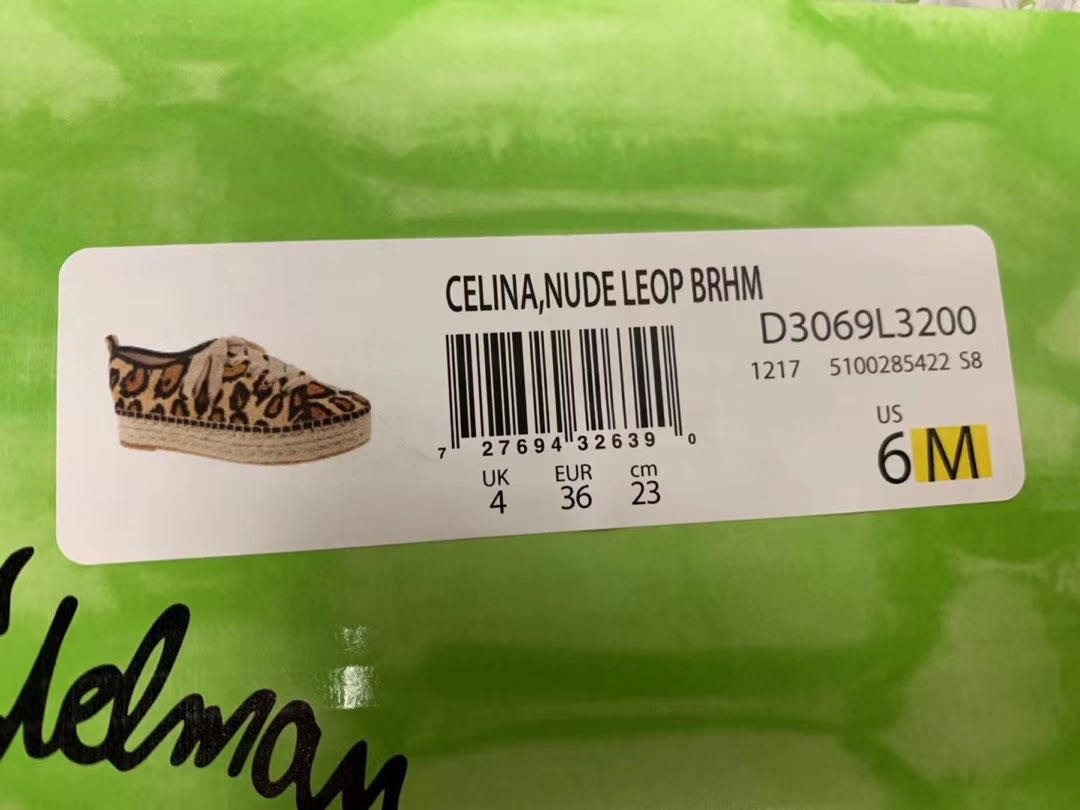 CELINA,NUDE LEOP BRHM
D3069L3200
1217 5100285422 S8
7 27694 32639 0
UK EUR cm
4 36 23
US
6 M